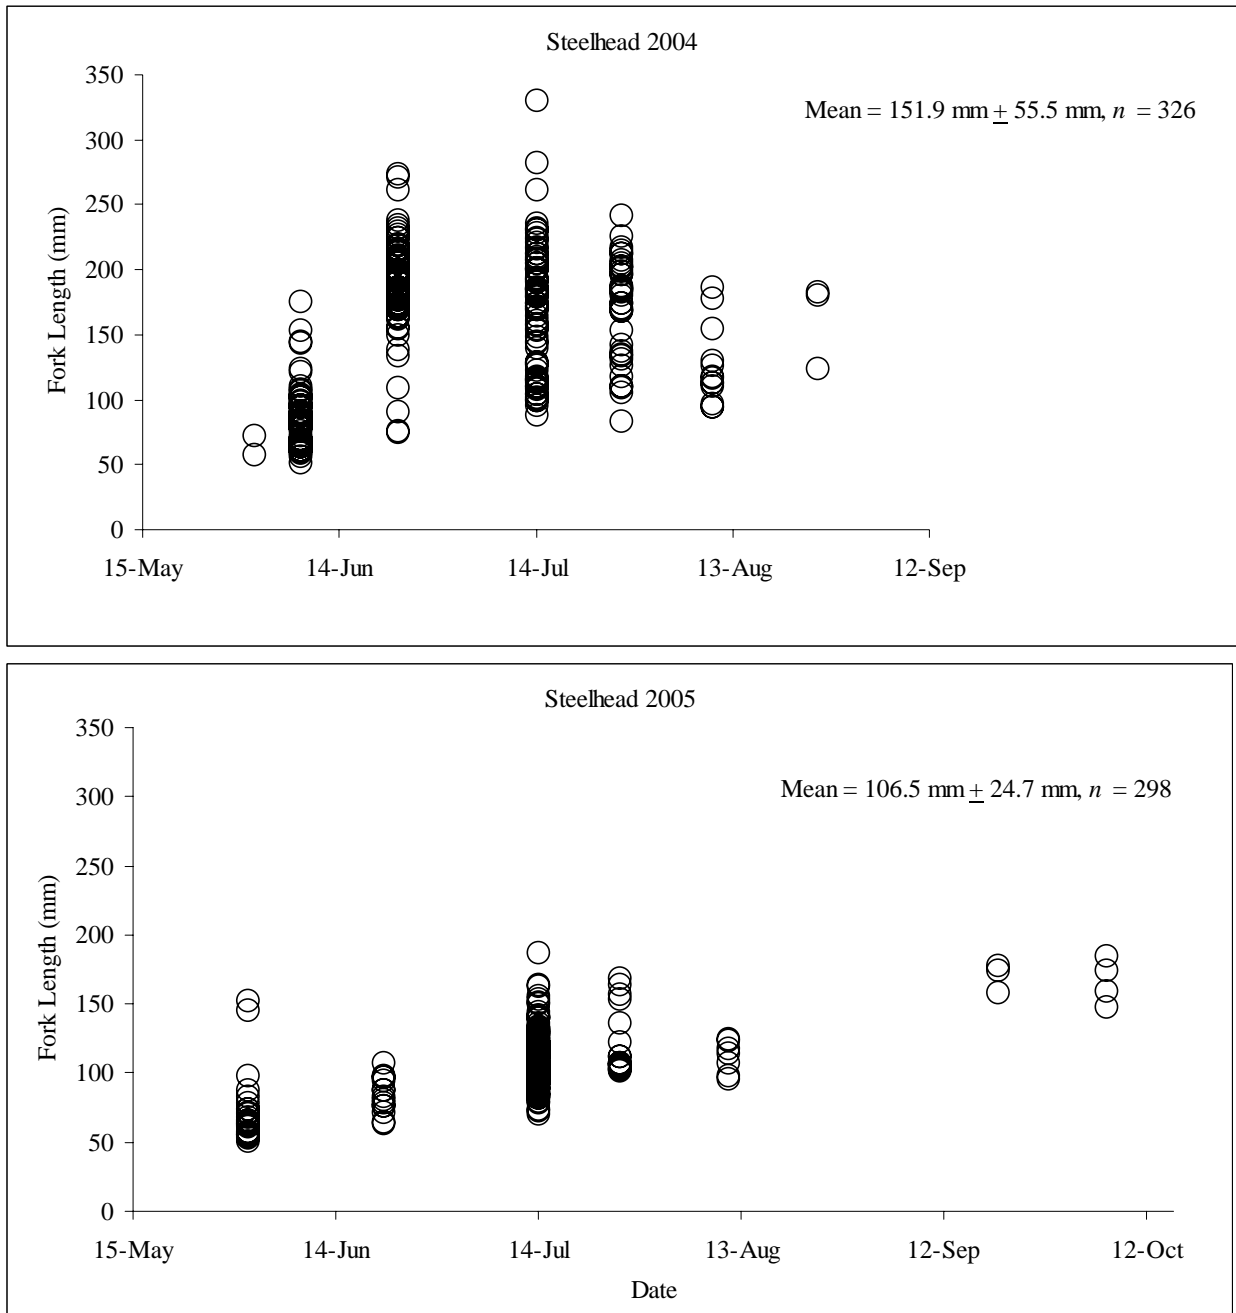 Steelhead 2004
Mean = 151.9 mm ± 55.5 mm, n = 326
Fork Length (mm)
350
300
250
200
150
100
50
0
15-May 14-Jun 14-Jul 13-Aug 12-Sep
Steelhead 2005
Mean = 106.5 mm ± 24.7 mm, n = 298
Fork Length (mm)
350
300
250
200
150
100
50
0
15-May 14-Jun 14-Jul 13-Aug 12-Sep 12-Oct
Date